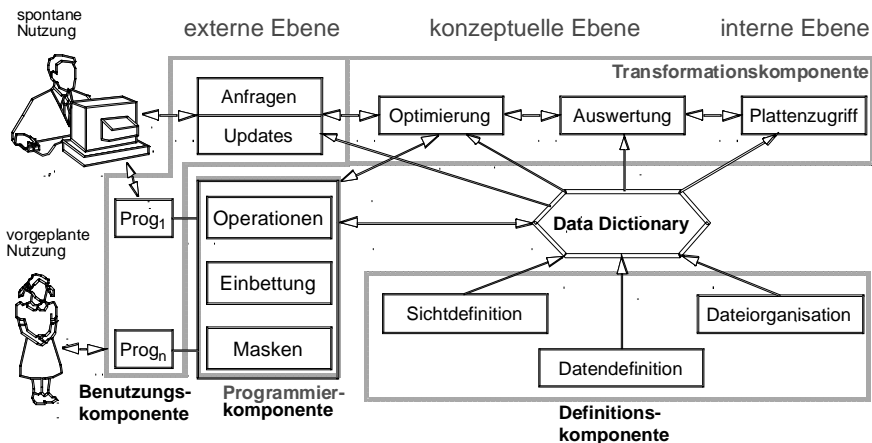 spontane
Nutzung
externe Ebene
konzeptuelle Ebene
interne Ebene
Transformationskomponente
Anfragen
Updates
Optimierung
Auswertung
Plattenzugriff
Prog1
Operationen
Data Dictionary
vorgeplante
Nutzung
Einbettung
Sichtdefinition
Dateiorganisation
Progn
Masken
Datendefinition
Benutzungs-
komponente
Programmier-
komponente
Definitions-
komponente